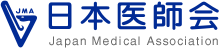 JMA
日本医師会
Japan Medical Association